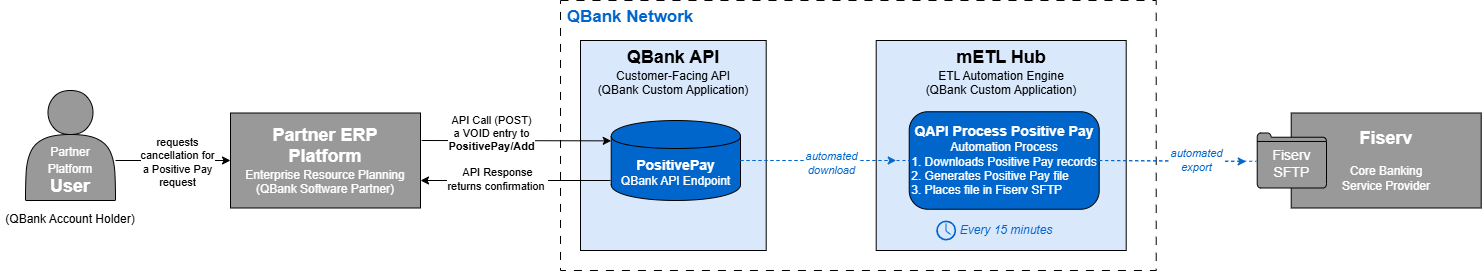 QBank Network
Partner
Platform
User
(QBank Account Holder)
requests
cancellation for
a Positive Pay
request
Partner ERP
Platform
Enterprise Resource Planning
(QBank Software Partner)
API Call (POST)
a VOID entry to
PositivePay/Add
API Response
returns confirmation
QBank API
Customer-Facing API
(QBank Custom Application)
PositivePay
QBank API Endpoint
automated
download
mETL Hub
ETL Automation Engine
(QBank Custom Application)
QAPI Process Positive Pay
Automation Process
1. Downloads Positive Pay records
2. Generates Positive Pay file
3. Places file in Fiserv SFTP
Every 15 minutes
automated
export
Fiserv
SFTP
Fiserv
Core Banking
Service Provider